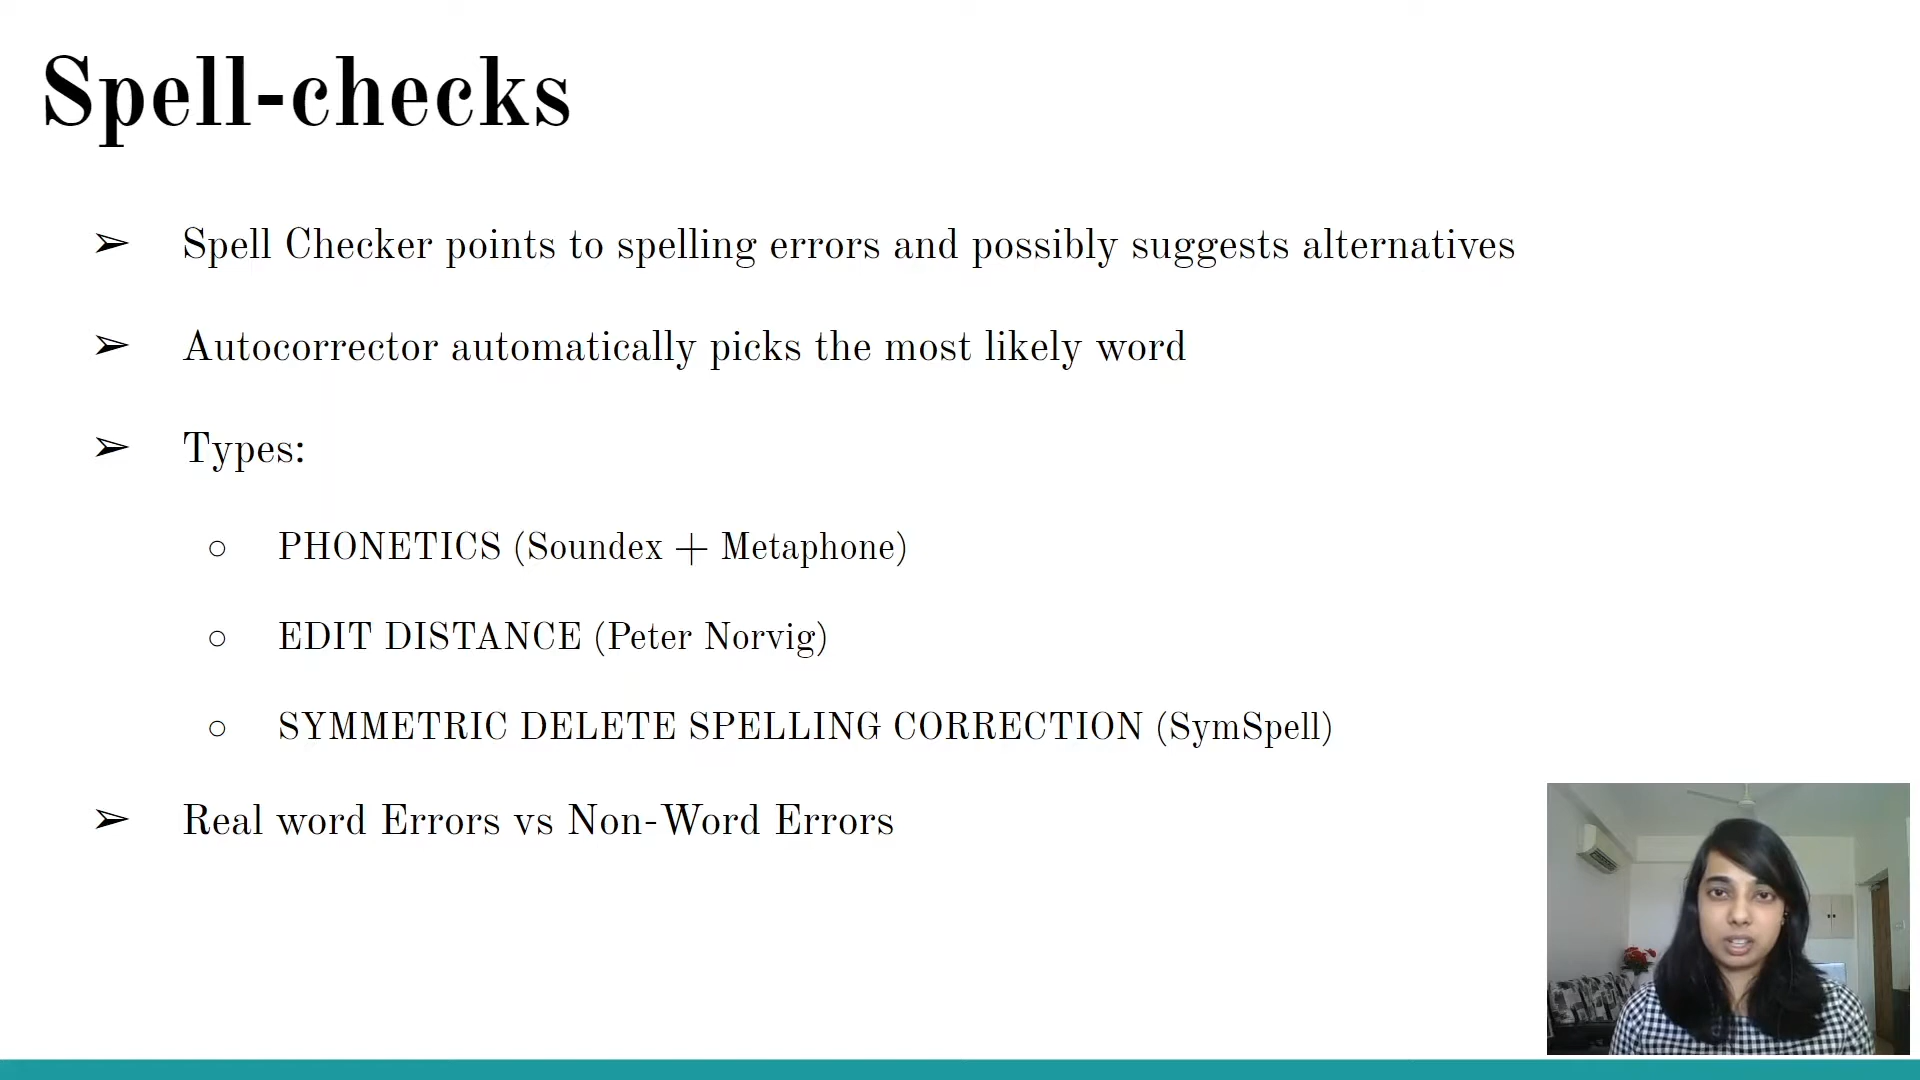 Spell-checks
➢ Spell Checker points to spelling errors and possibly suggests alternatives
➢ Autocorrector automatically picks the most likely word
➢ Types:
○ PHONETICS (Soundex + Metaphone)
○ EDIT DISTANCE (Peter Norvig)
○ SYMMETRIC DELETE SPELLING CORRECTION (SymSpell)
➢ Real word Errors vs Non-Word Errors